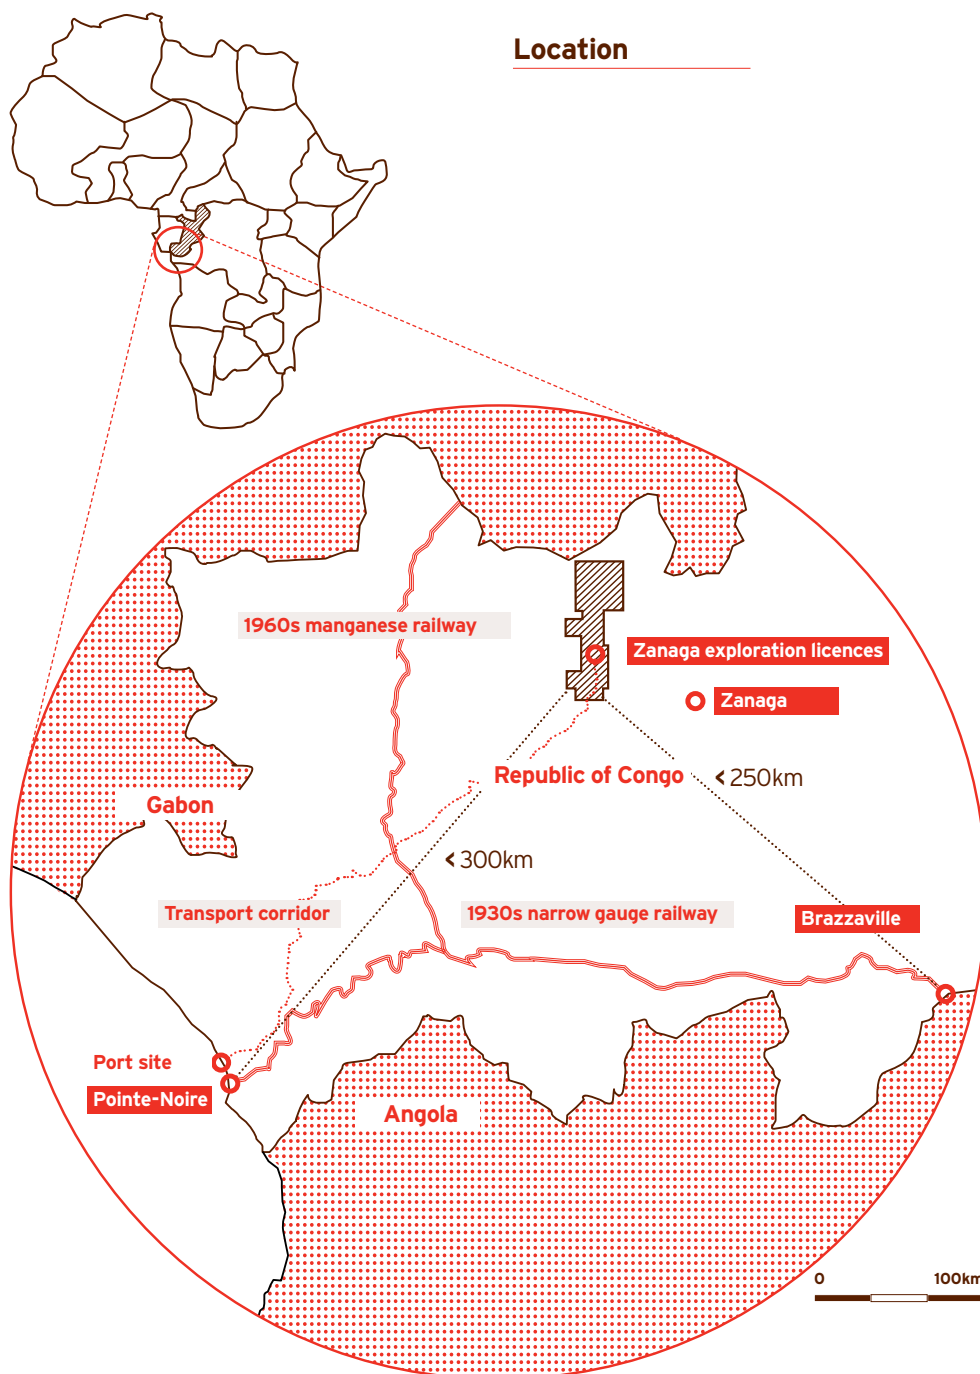 Location
1960s manganese railway
Zanaga exploration licences
Zanaga
Republic of Congo
< 250km
Gabon
< 300km
Transport corridor
1930s narrow gauge railway
Brazzaville
Port site
Pointe-Noire
Angola
0 100km